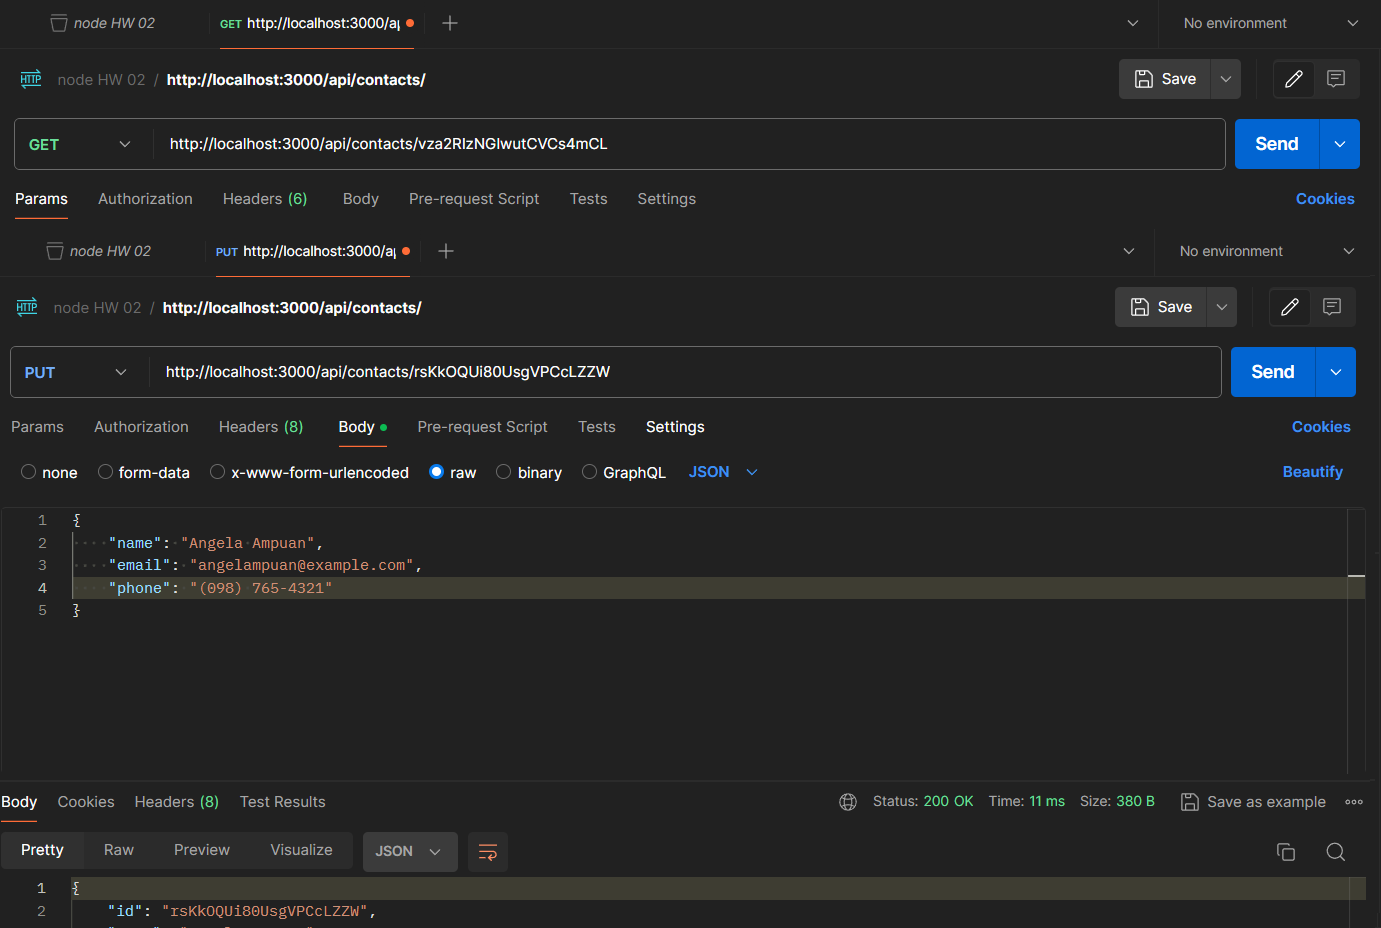 node HW 02 GET http://localhost:3000/a No environment
HTTP node HW 02 / http://localhost:3000/api/contacts/ Save
GET http://localhost:3000/api/contacts/vza2RIzNGlwutCVCs4mCL Send
Params Authorization Headers (6) Body Pre-request Script Tests Settings Cookies
node HW 02 PUT http://localhost:3000/a No environment
HTTP node HW 02 / http://localhost:3000/api/contacts/ Save
PUT http://localhost:3000/api/contacts/rsKkOQUi80UsgVPCcLZZW Send
Params Authorization Headers (8) Body Pre-request Script Tests Settings Cookies
none form-data x-www-form-urlencoded raw binary GraphQL JSON Beautify
1 {
2 "name": "Angela Ampuan",
3 "email": "angelampuan@example.com",
4 "phone": "(098) 765-4321"
5 }
Body Cookies Headers (8) Test Results Status: 200 OK Time: 11 ms Size: 380 B Save as example
Pretty Raw Preview Visualize JSON
1 {
2 "id": "rsKkOQUi80UsgVPCcLZZW",